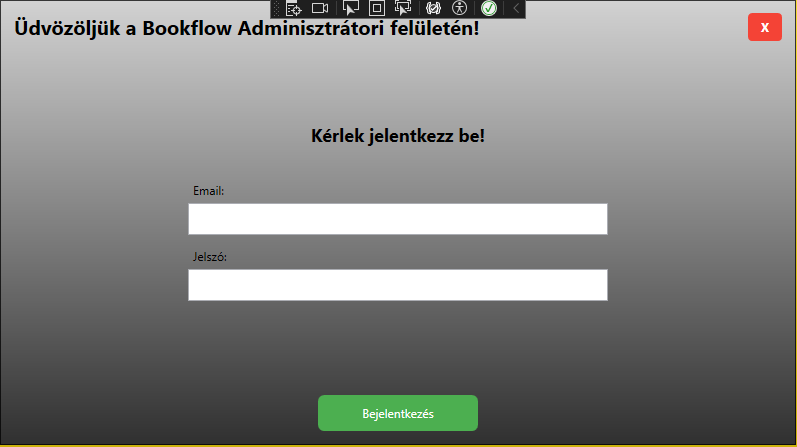 Üdvözöljük a Bookflow Adminisztrátori felületén!
X
Kérlek jelentkezz be!
Email:
Jelszó:
Bejelentkezés